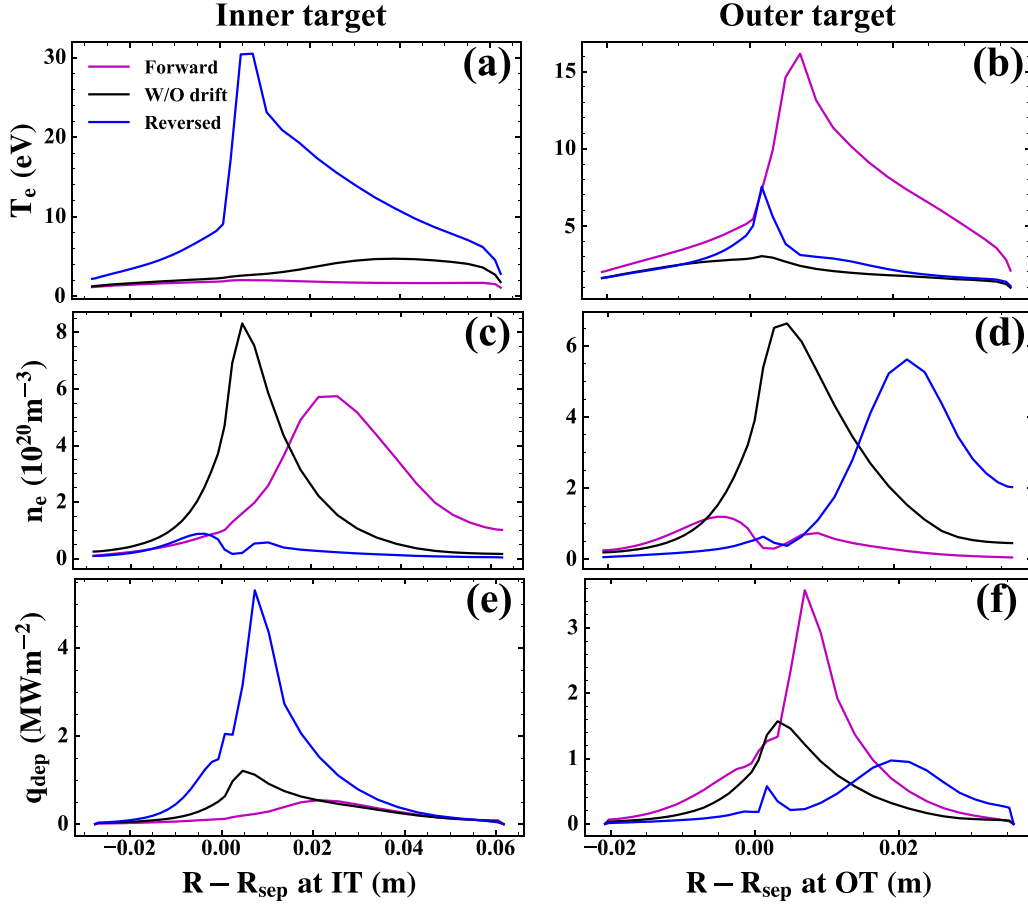 Inner target
Outer target
(a)
Forward
W/O drift
Reversed
T_e (eV)
30
20
10
0
(b)
15
10
5
(c)
n_e (10^20 m^−3)
8
6
4
2
0
(d)
6
4
2
0
(e)
q_dep (MWm^−2)
4
2
0
(f)
3
2
1
0
−0.02 0.00 0.02 0.04 0.06
−0.02 0.00 0.02
R − R_sep at IT (m)
R − R_sep at OT (m)